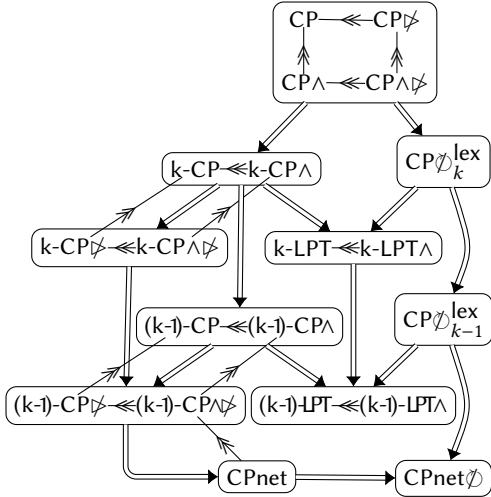 CP CP⋫
CP∧ CP∧⋫
k-CP k-CP∧
CP∅̸ lex k
k-CP⋫ k-CP∧⋫
k-LPT k-LPT∧
(k-1)-CP (k-1)-CP∧
CP∅̸ lex k−1
(k-1)-CP⋫ (k-1)-CP∧⋫
(k-1)-LPT (k-1)-LPT∧
CPnet
CPnet∅̸